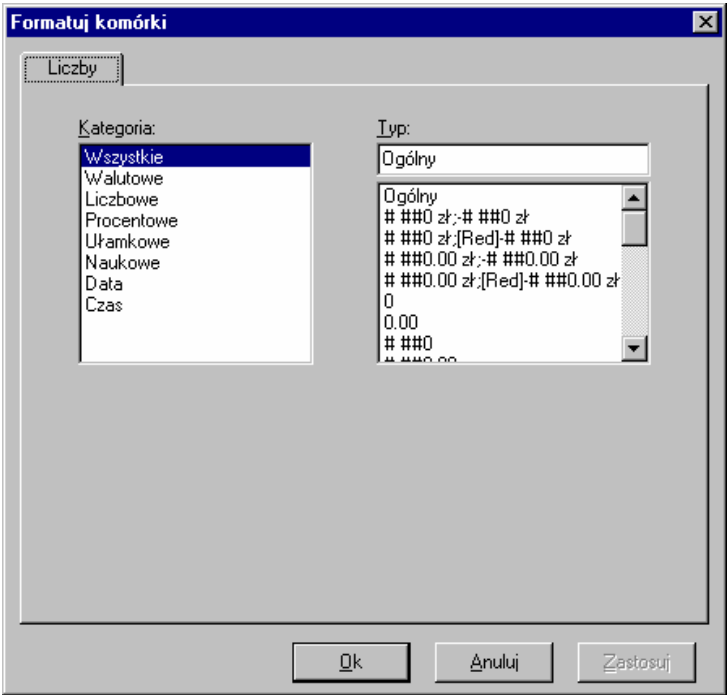 Formatuj komórki
Liczby
Kategoria:
Wszystkie
Walutowe
Liczbowe
Procentowe
Ułamkowe
Naukowe
Data
Czas
Typ:
Ogólny
Ogólny
# ##0 zł;-# ##0 zł
# ##0 zł;[Red]-# ##0 zł
# ##0.00 zł;-# ##0.00 zł
# ##0.00 zł;[Red]-# ##0.00 zł
0
0.00
# ##0
# ##0.00
Ok
Anuluj
Zastosuj